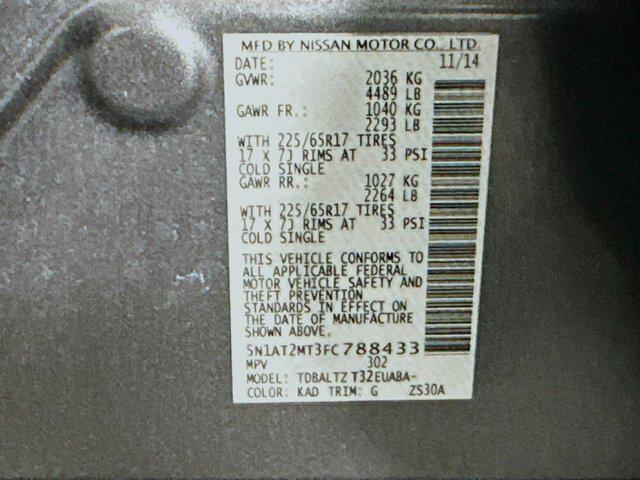 MFD BY NISSAN MOTOR CO., LTD.
DATE: 11/14
GVWR: 2036 KG
4489 LB
GAWR FR.: 1040 KG
2293 LB
WITH 225/65R17 TIRES
17 X 7J RIMS AT 33 PSI
COLD SINGLE
GAWR RR.: 1027 KG
2264 LB
WITH 225/65R17 TIRES
17 X 7J RIMS AT 33 PSI
COLD SINGLE
THIS VEHICLE CONFORMS TO
ALL APPLICABLE FEDERAL
MOTOR VEHICLE SAFETY AND
THEFT PREVENTION
STANDARDS IN EFFECT ON
THE DATE OF MANUFACTURE
SHOWN ABOVE.
5N1AT2MT3FC788433
MPV 302
MODEL: TDBALTZ T32EUABA-
COLOR: KAD TRIM: G ZS30A